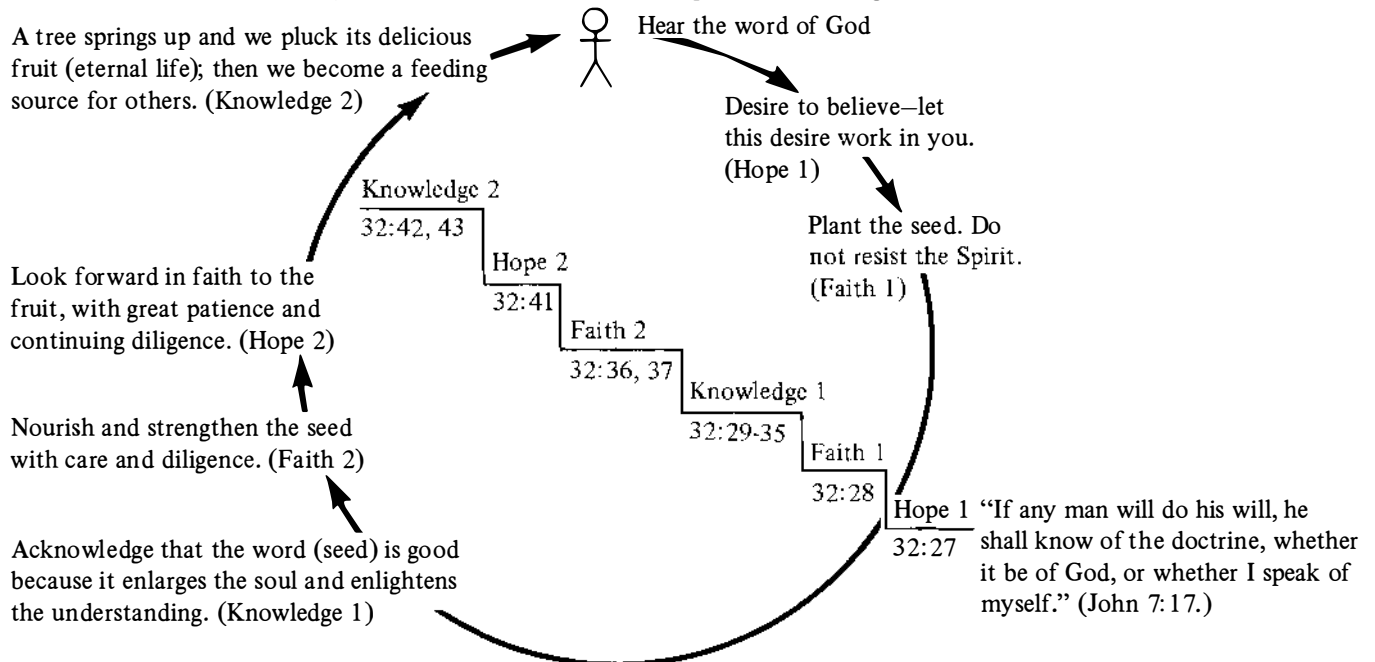 Hear the word of God
Desire to believe—let
this desire work in you.
(Hope 1)
Plant the seed. Do
not resist the Spirit.
(Faith 1)
Acknowledge that the word (seed) is good
because it enlarges the soul and enlightens
the understanding. (Knowledge 1)
Nourish and strengthen the seed
with care and diligence. (Faith 2)
Look forward in faith to the
fruit, with great patience and
continuing diligence. (Hope 2)
A tree springs up and we pluck its delicious
fruit (eternal life); then we become a feeding
source for others. (Knowledge 2)
Knowledge 2
32:42, 43
Hope 2
32:41
Faith 2
32:36, 37
Knowledge 1
32:29-35
Faith 1
32:28
Hope 1
32:27
“If any man will do his will, he
shall know of the doctrine, whether
it be of God, or whether I speak of
myself.” (John 7:17.)